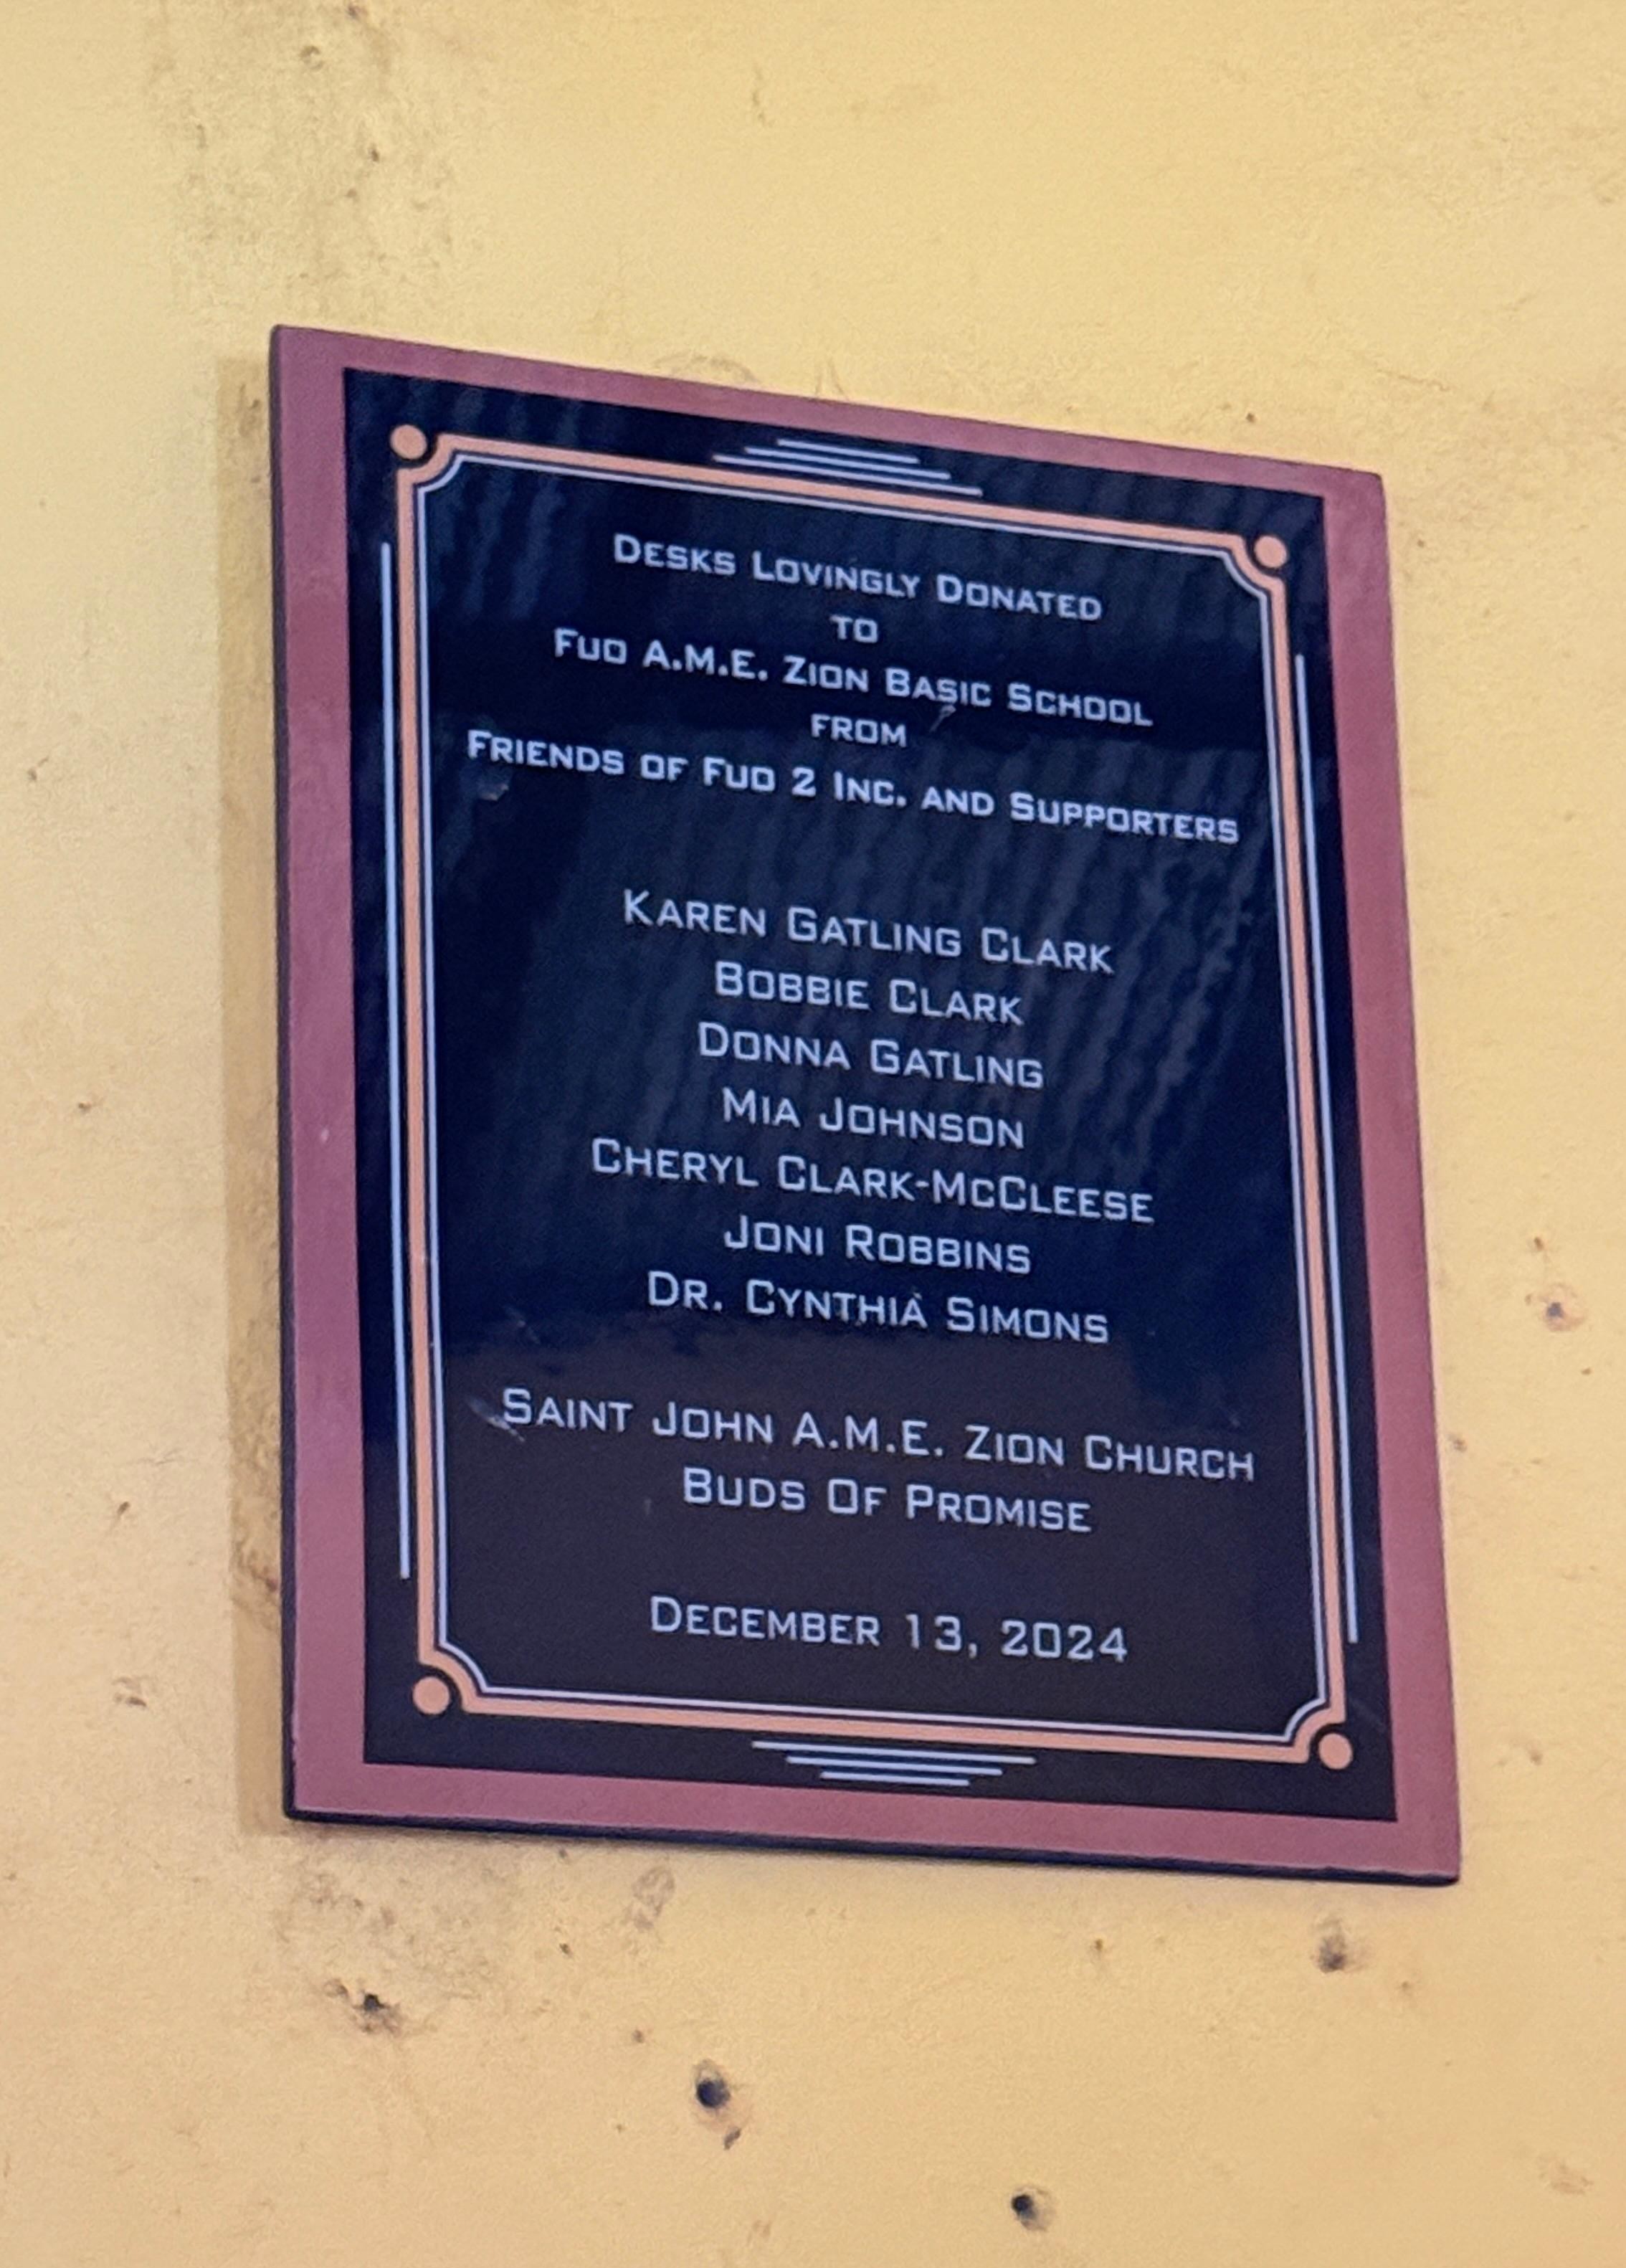 Desks Lovingly Donated
to
Fuo A.M.E. Zion Basic School
from
Friends of Fuo 2 Inc. and Supporters
Karen Gatling Clark
Bobbie Clark
Donna Gatling
Mia Johnson
Cheryl Clark-McCleese
Joni Robbins
Dr. Cynthia Simons
Saint John A.M.E. Zion Church
Buds Of Promise
December 13, 2024